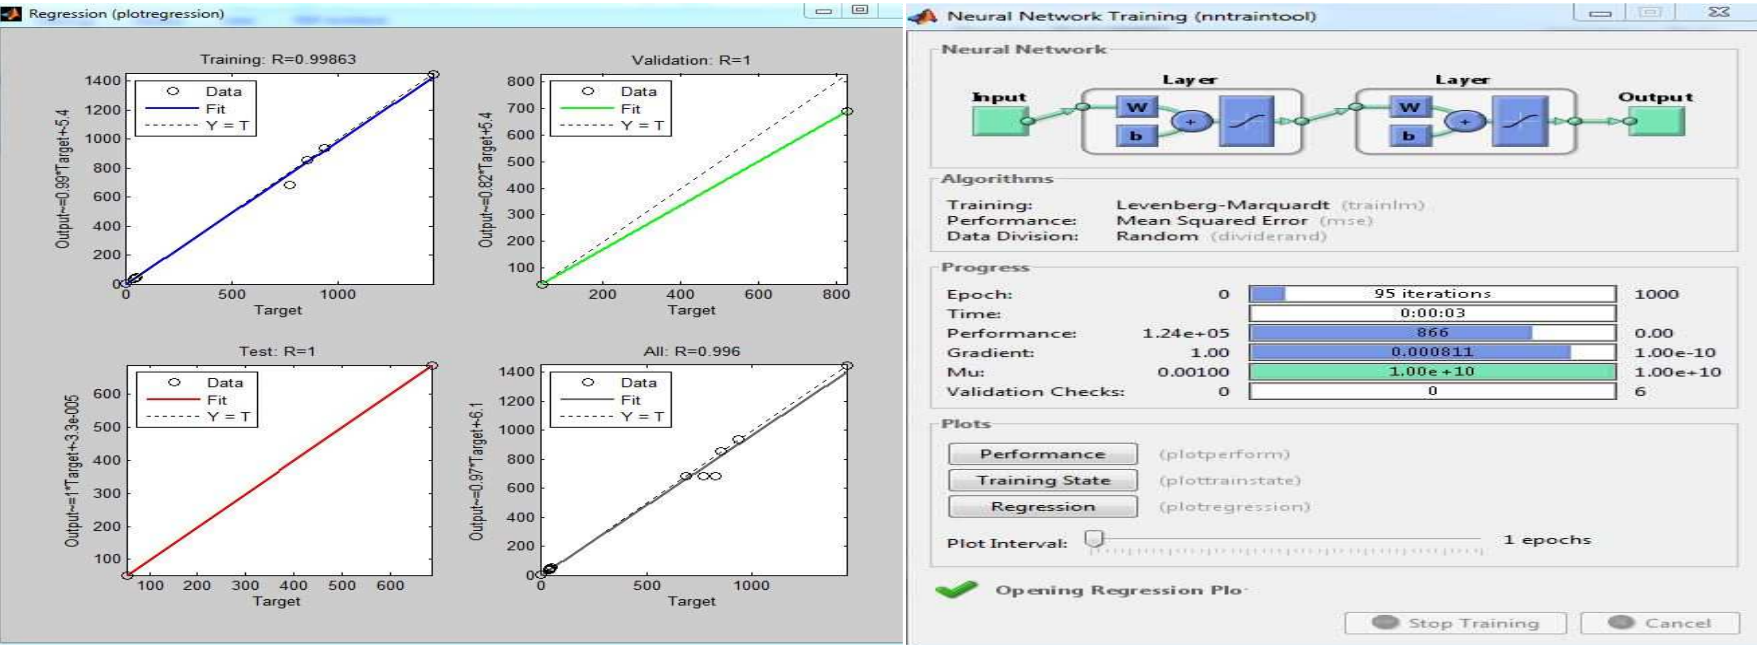 Regression (plotregression)
Training: R=0.99863
Output~=0.99*Target+5.4
Data
Fit
Y = T
1400
1200
1000
800
600
400
200
0
0 500 1000
Target
Validation: R=1
Output~=0.82*Target+5.4
Data
Fit
Y = T
800
700
600
500
400
300
200
100
200 400 600 800
Target
Test: R=1
Output~=1*Target+3.3e-005
Data
Fit
Y = T
600
500
400
300
200
100
100 200 300 400 500 600
Target
All: R=0.996
Output~=0.97*Target+6.1
Data
Fit
Y = T
1400
1200
1000
800
600
400
200
0
0 500 1000
Target
Neural Network Training (nntraintool)
Neural Network
Layer Layer
Input W b + W b + Output
Algorithms
Training: Levenberg-Marquardt (trainlm)
Performance: Mean Squared Error (mse)
Data Division: Random (dividerand)
Progress
Epoch: 0 95 iterations 1000
Time: 0:00:03
Performance: 1.24e+05 866 0.00
Gradient: 1.00 0.000811 1.00e-10
Mu: 0.00100 1.00e+10 1.00e+10
Validation Checks: 0 0 6
Plots
Performance (plotperform)
Training State (plottrainstate)
Regression (plotregression)
Plot Interval: 1 epochs
Opening Regression Plo
Stop Training Cancel